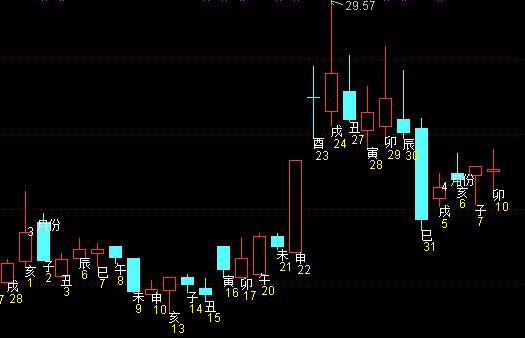 29.57
7
戌
28
3 月份
亥
1
子
2
丑
3
辰
6
巳
7
午
8
未
9
申
10
亥
13
子
14
丑
15
寅
16
卯
17
午
20
未
21
申
22
酉
23
戌
24
丑
27
寅
28
卯
29
辰
30
巳
31
4 月份
戌
5
亥
6
子
7
卯
10